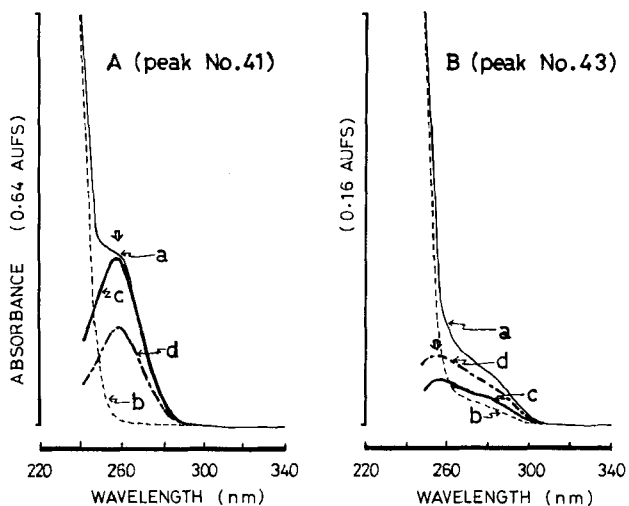 A (peak No.41)
ABSORBANCE (0.64 AUFS)
a
c
d
b
220 260 300 340
WAVELENGTH (nm)
B (peak No.43)
(0.16 AUFS)
a
d
c
b
220 260 300 340
WAVELENGTH (nm)